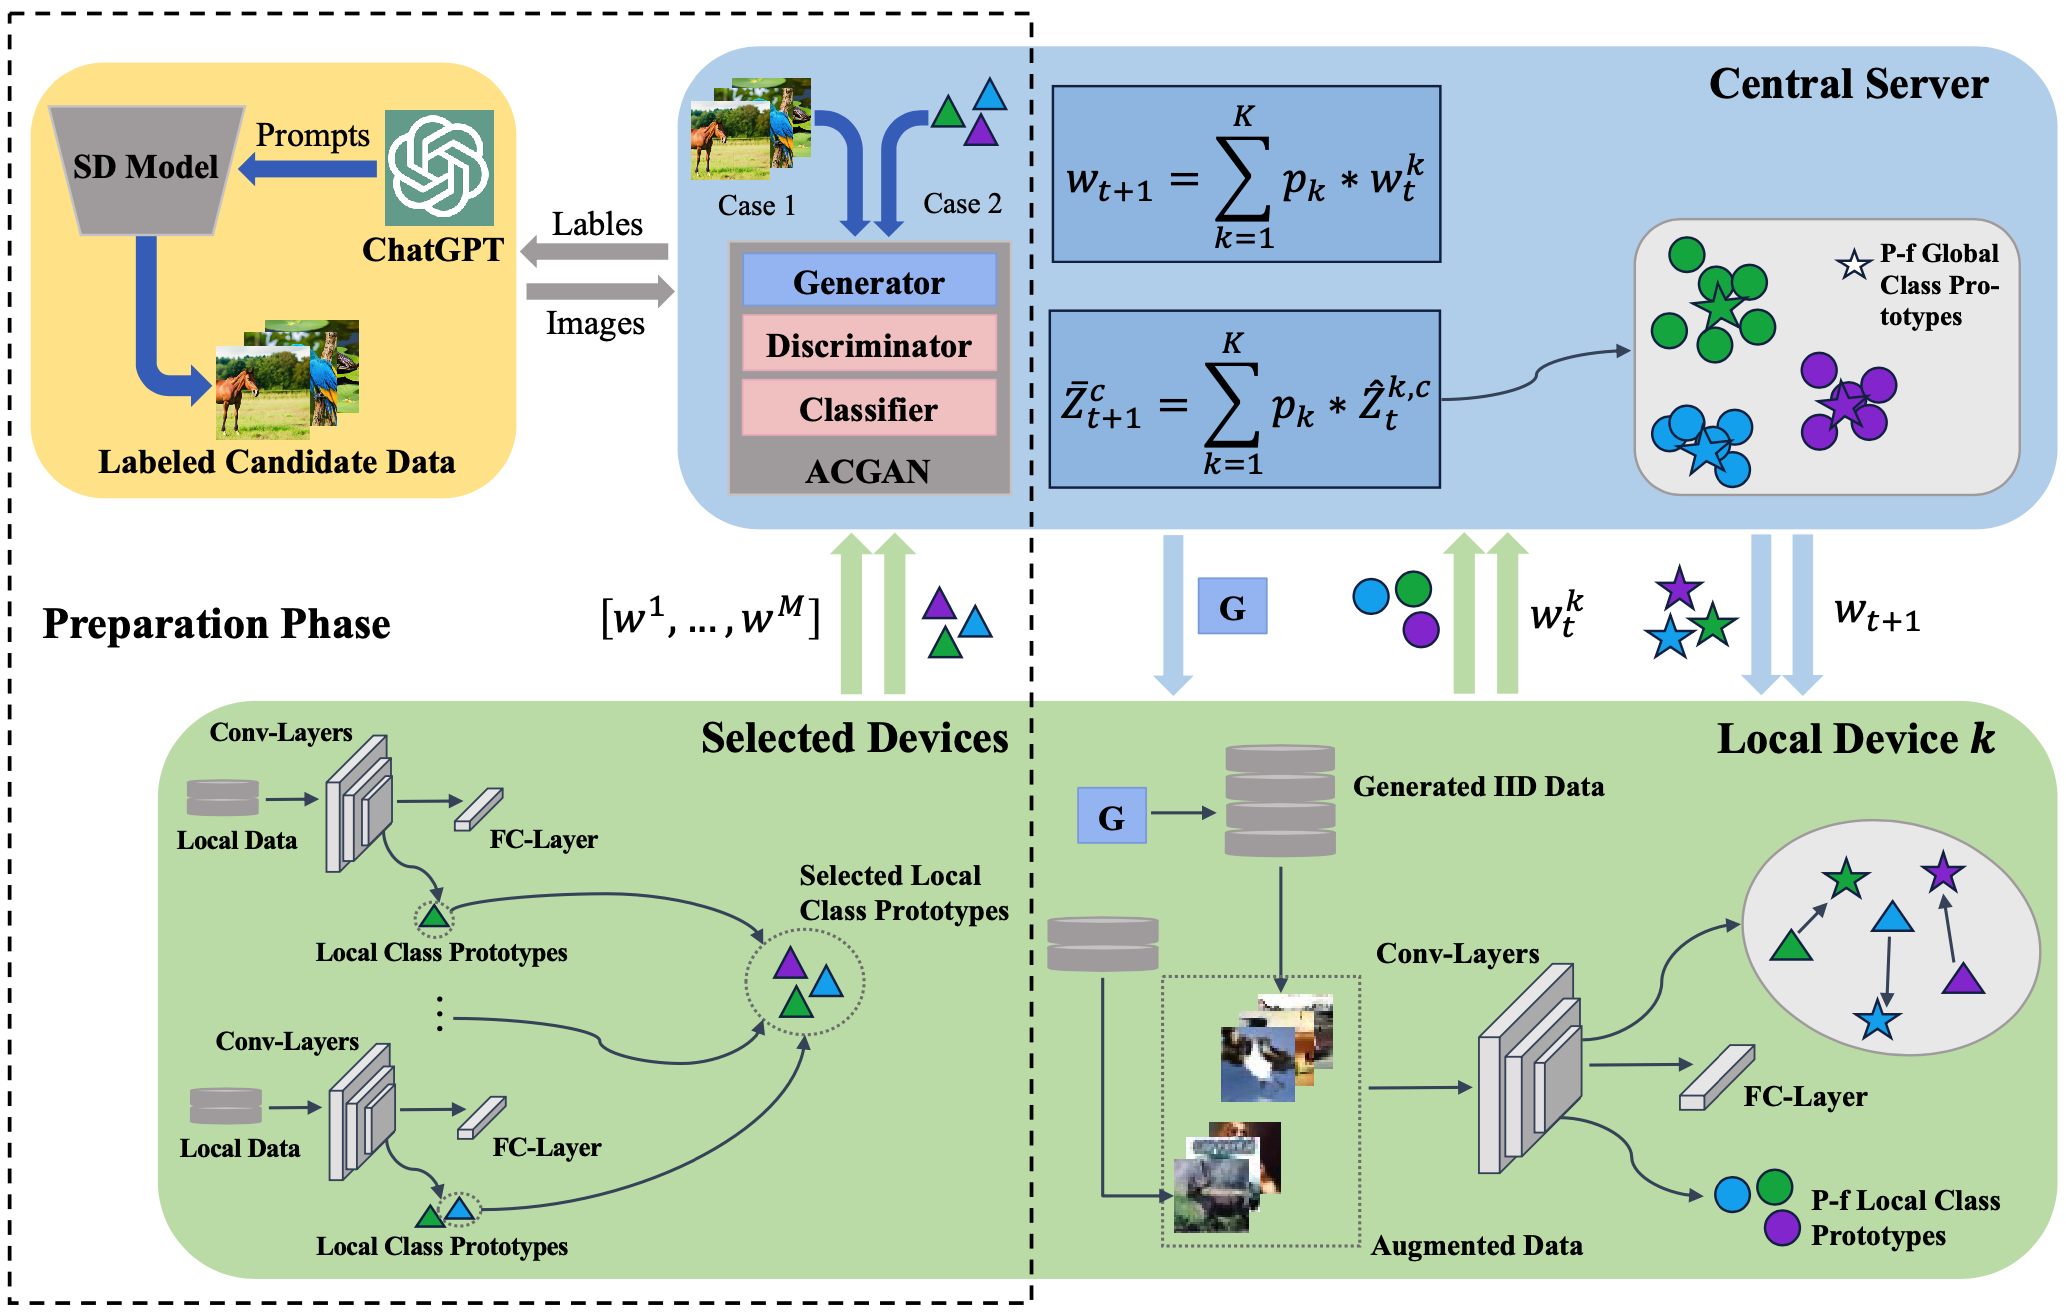 SD Model
Prompts
ChatGPT
Labeled Candidate Data
Lables
Images
Case 1
Case 2
Generator
Discriminator
Classifier
ACGAN
Central Server
$w_{t+1} = \sum_{k=1}^{K} p_k * w_t^k$
$\bar{Z}_{t+1}^{c} = \sum_{k=1}^{K} p_k * \hat{Z}_t^{k,c}$
P-f Global
Class Pro-
totypes
Preparation Phase
$[w^1, \ldots, w^M]$
G
$w_t^k$
$w_{t+1}$
Selected Devices
Conv-Layers
Local Data
FC-Layer
Local Class Prototypes
Selected Local
Class Prototypes
⋮
Conv-Layers
Local Data
FC-Layer
Local Class Prototypes
Local Device k
G
Generated IID Data
Conv-Layers
FC-Layer
P-f Local Class
Prototypes
Augmented Data